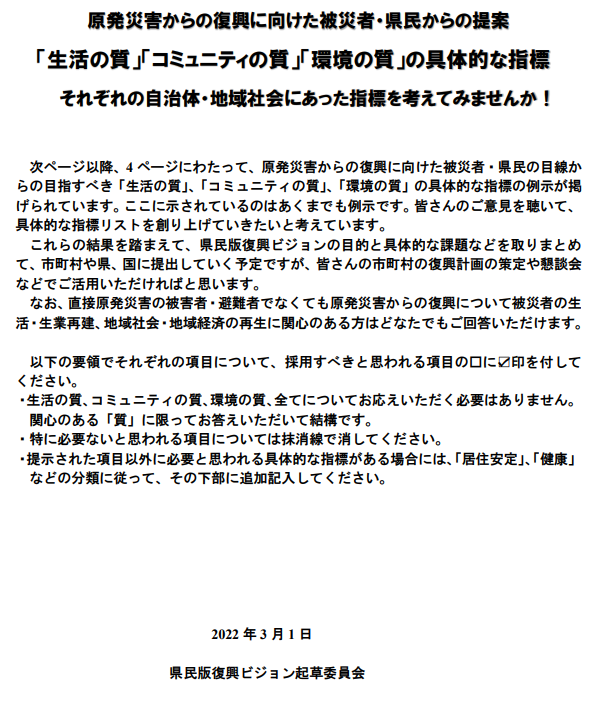 原発災害からの復興に向けた被災者・県民からの提案
「生活の質」「コミュニティの質」「環境の質」の具体的な指標
それぞれの自治体・地域社会にあった指標を考えてみませんか！
次ページ以降、4 ページにわたって、原発災害からの復興に向けた被災者・県民の目線か
らの目指すべき「生活の質」、「コミュニティの質」、「環境の質」の具体的な指標の例示が掲
げられています。ここに示されているのはあくまでも例示です。皆さんのご意見を聴いて、
具体的な指標リストを創り上げていきたいと考えています。
これらの結果を踏まえて、県民版復興ビジョンの目的と具体的な課題などを取りまとめ
て、市町村や県、国に提出していく予定ですが、皆さんの市町村の復興計画の策定や懇談会
などでご活用いただければと思います。
なお、直接原発災害の被害者・避難者でなくても原発災害からの復興について被災者の生
活・生業再建、地域社会・地域経済の再生に関心のある方はどなたでもご回答いただけます。
以下の要領でそれぞれの項目について、採用すべきと思われる項目の□に☑印を付して
ください。
・生活の質、コミュニティの質、環境の質、全てについてお応えいただく必要はありません。
関心のある「質」に限ってお答えいただいて結構です。
・特に必要ないと思われる項目については抹消線で消してください。
・提示された項目以外に必要と思われる具体的な指標がある場合には、「居住安定」、「健康」
などの分類に従って、その下部に追加記入してください。
2022 年 3 月 1 日
県民版復興ビジョン起草委員会